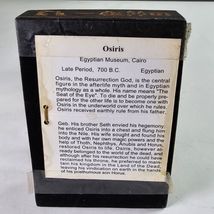 Osiris
Egyptian Museum, Cairo
Late Period, 700 B.C. Egyptian
Osiris, the Resurrection God, is the central
figure in the afterlife myth and in Egyptian
mythology as a whole. His name means "The
Seat of the Eye". To die and be properly pre-
pared for the other life is to become one with
Osiris in the underworld over which he rules.
Osiris received earthly rule from his father,
Geb. His brother Seth envied his hegemony,
he enticed Osiris into a chest and flung him
into the Nile. His wife sought and found his
body and with her own magic powers and the
help of Toth, Nephthys, Anubis and Horus,
restored Osiris to life. Osiris, however al-
ready belonged to the world of the dead, and
although after his resurrection he could have
reclaimed his throne, he preferred to main-
tain his kingdom in the Land of the Dead,
leaving his vindication on earth in the hands
of his posthumous son Horus.